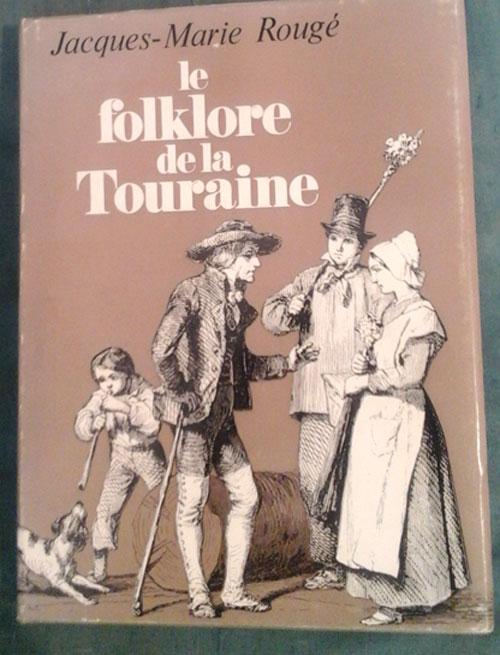 Jacques-Marie Rougé
le
folklore
de la
Touraine